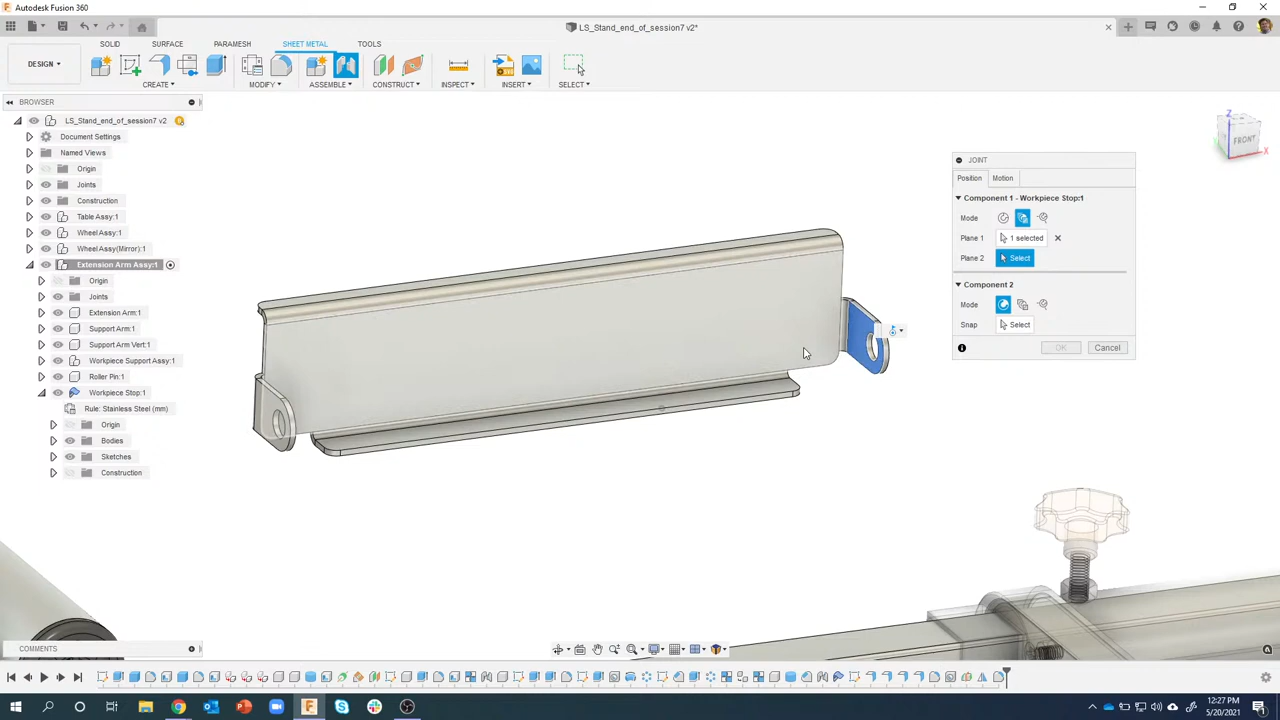 Autodesk Fusion 360
LS_Stand_end_of_session7 v2*
DESIGN
SOLID SURFACE PARAMESH SHEET METAL TOOLS
CREATE MODIFY ASSEMBLE CONSTRUCT INSPECT INSERT SELECT
BROWSER
LS_Stand_end_of_session7 v2
Document Settings
Named Views
Origin
Joints
Construction
Table Assy:1
Wheel Assy:1
Wheel Assy(Mirror):1
Extension Arm Assy:1
Origin
Joints
Extension Arm:1
Support Arm:1
Support Arm Vert:1
Workpiece Support Assy:1
Roller Pin:1
Workpiece Stop:1
Rule: Stainless Steel (mm)
Origin
Bodies
Sketches
Construction
Z
FRONT
X
JOINT
Position Motion
Component 1 - Workpiece Stop:1
Mode
Plane 1 1 selected
Plane 2 Select
Component 2
Mode
Snap Select
OK Cancel
COMMENTS
12:27 PM
5/20/2021